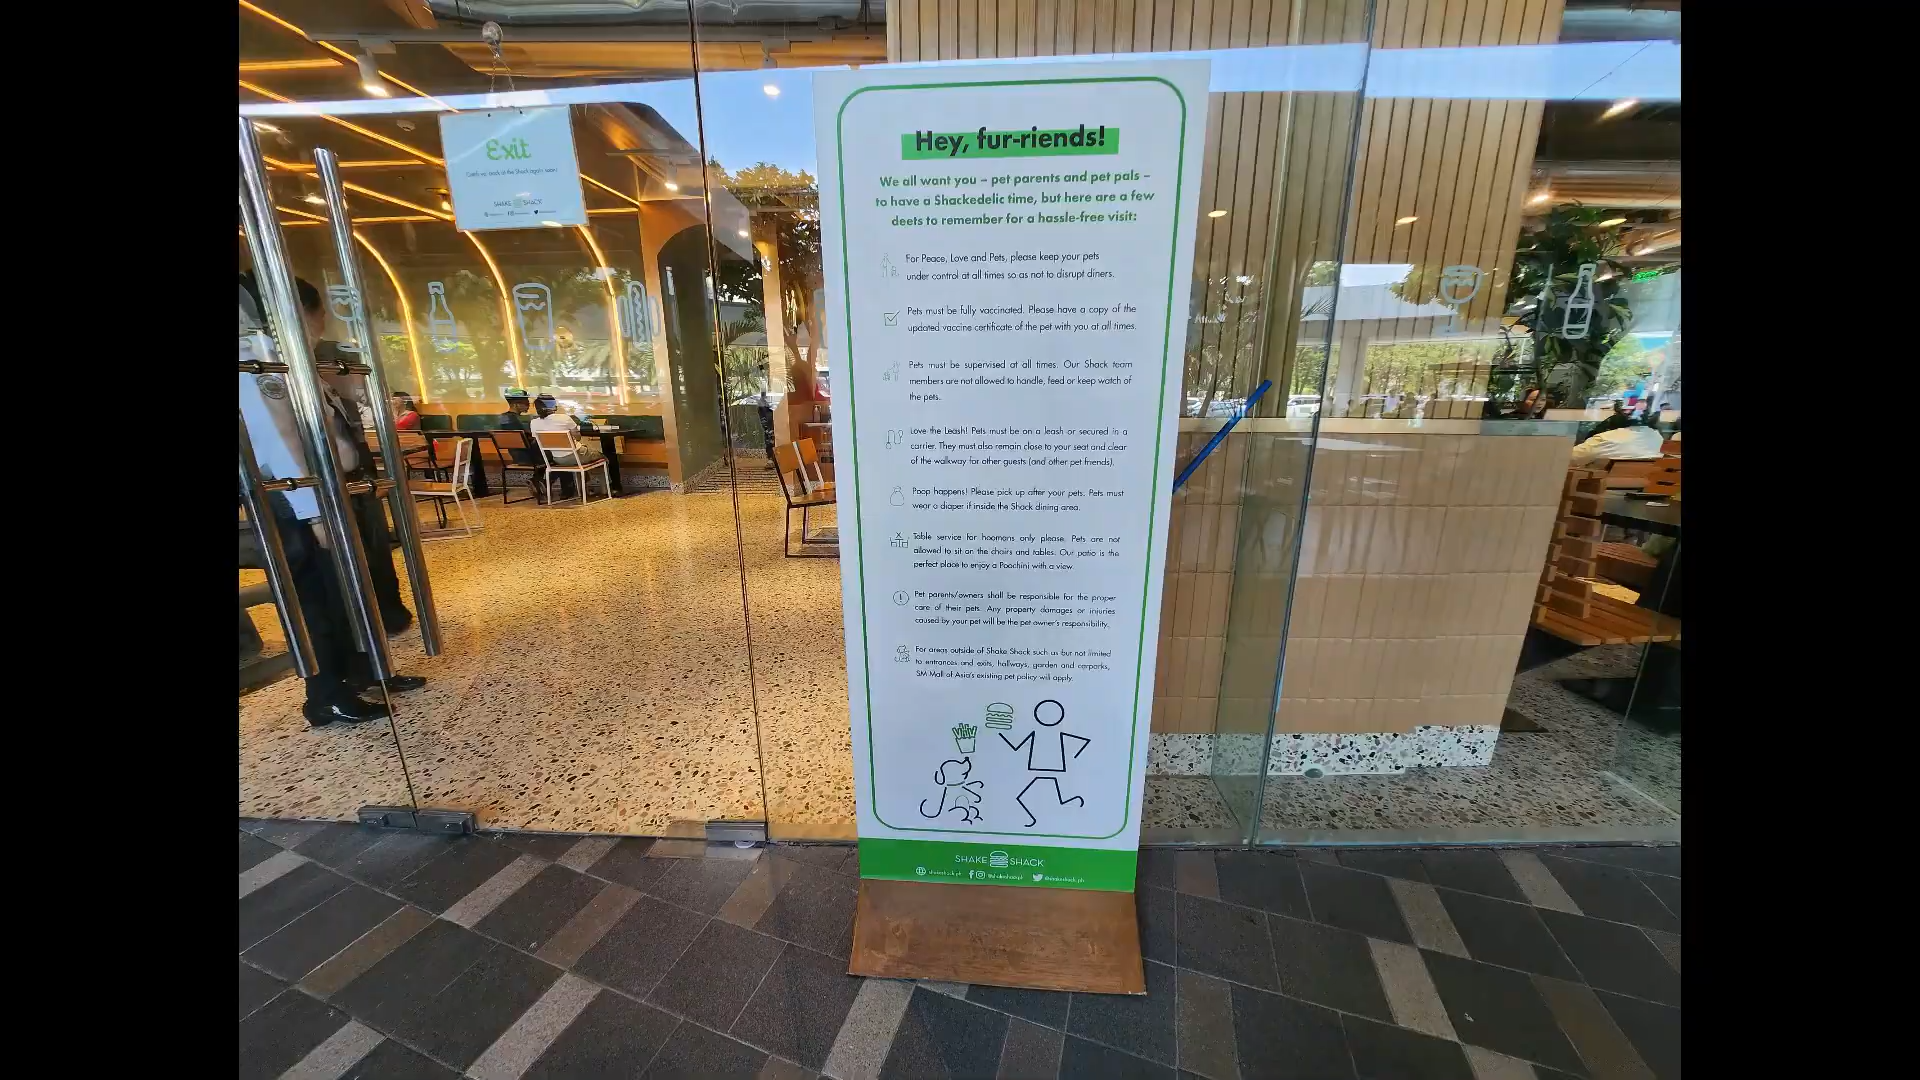 Exit
SHAKE SHACK
Hey, fur-riends!
We all want you – pet parents and pet pals –
to have a Shackedelic time, but here are a few
deets to remember for a hassle-free visit:
For Peace, Love and Pets, please keep your pets
under control at all times so as not to disrupt diners.
Pets must be fully vaccinated. Please have a copy of the
updated vaccine certificate of the pet with you at all times.
Pets must be supervised at all times. Our Shack team
members are not allowed to handle, feed or keep watch of
the pets.
Love the Leash! Pets must be on a leash or secured in a
carrier. They must also remain close to your seat and clear
of the walkway for other guests (and other pet friends).
Poop happens! Please pick up after your pets. Pets must
wear a diaper if inside the Shack dining area.
Table service for hoomans only please. Pets are not
allowed to sit on the chairs and tables. Our patio is the
perfect place to enjoy a Poochini with a view.
Pet parents/owners shall be responsible for the proper
care of their pets. Any property damages or injuries
caused by your pet will be the pet owner's responsibility.
For areas outside of Shake Shack such as but not limited
to entrances and exits, hallways, garden and carparks,
SM Mall of Asia's existing pet policy will apply.
SHAKE SHACK